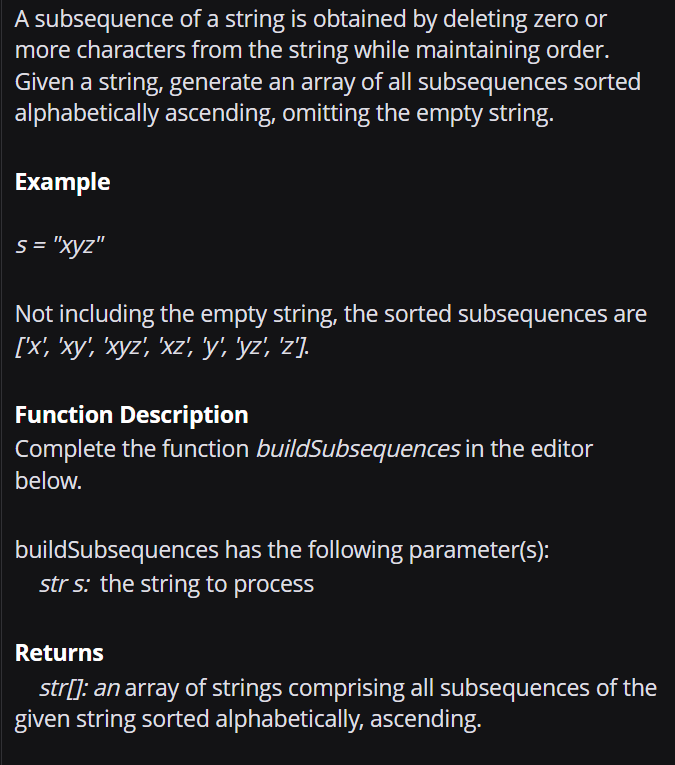 A subsequence of a string is obtained by deleting zero or
more characters from the string while maintaining order.
Given a string, generate an array of all subsequences sorted
alphabetically ascending, omitting the empty string.
Example
s = "xyz"
Not including the empty string, the sorted subsequences are
['x', 'xy', 'xyz', 'xz', 'y', 'yz', 'z'].
Function Description
Complete the function buildSubsequences in the editor
below.
buildSubsequences has the following parameter(s):
str s: the string to process
Returns
str[]: an array of strings comprising all subsequences of the
given string sorted alphabetically, ascending.